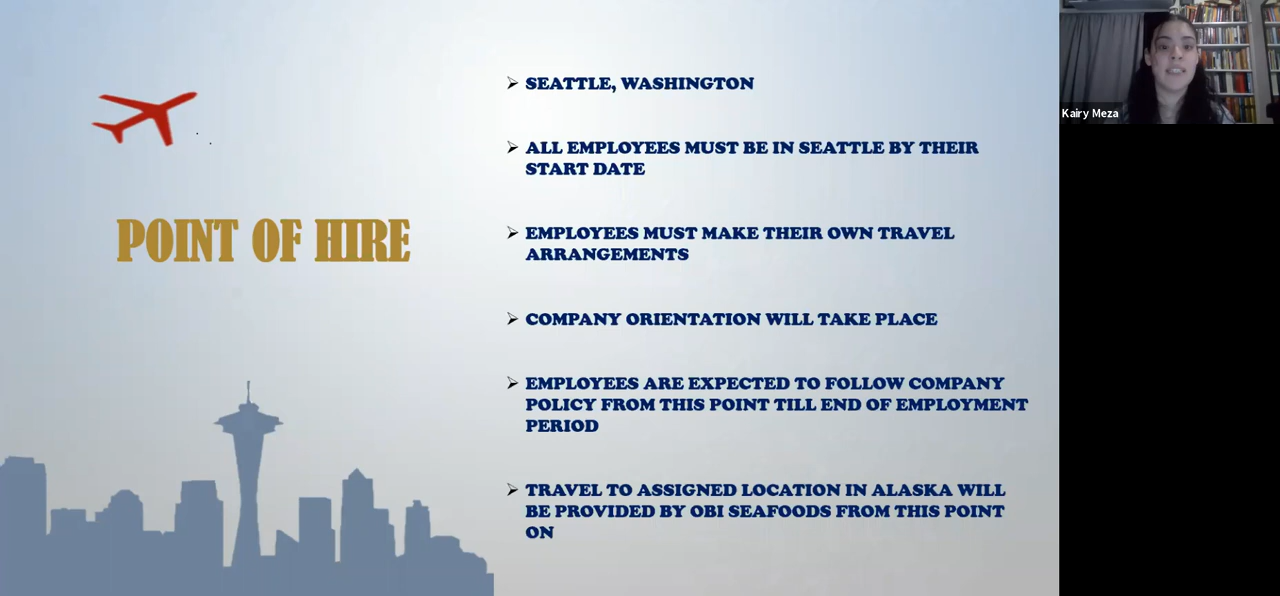 POINT OF HIRE
SEATTLE, WASHINGTON
ALL EMPLOYEES MUST BE IN SEATTLE BY THEIR
START DATE
EMPLOYEES MUST MAKE THEIR OWN TRAVEL
ARRANGEMENTS
COMPANY ORIENTATION WILL TAKE PLACE
EMPLOYEES ARE EXPECTED TO FOLLOW COMPANY
POLICY FROM THIS POINT TILL END OF EMPLOYMENT
PERIOD
TRAVEL TO ASSIGNED LOCATION IN ALASKA WILL
BE PROVIDED BY OBI SEAFOODS FROM THIS POINT
ON
Kairy Meza